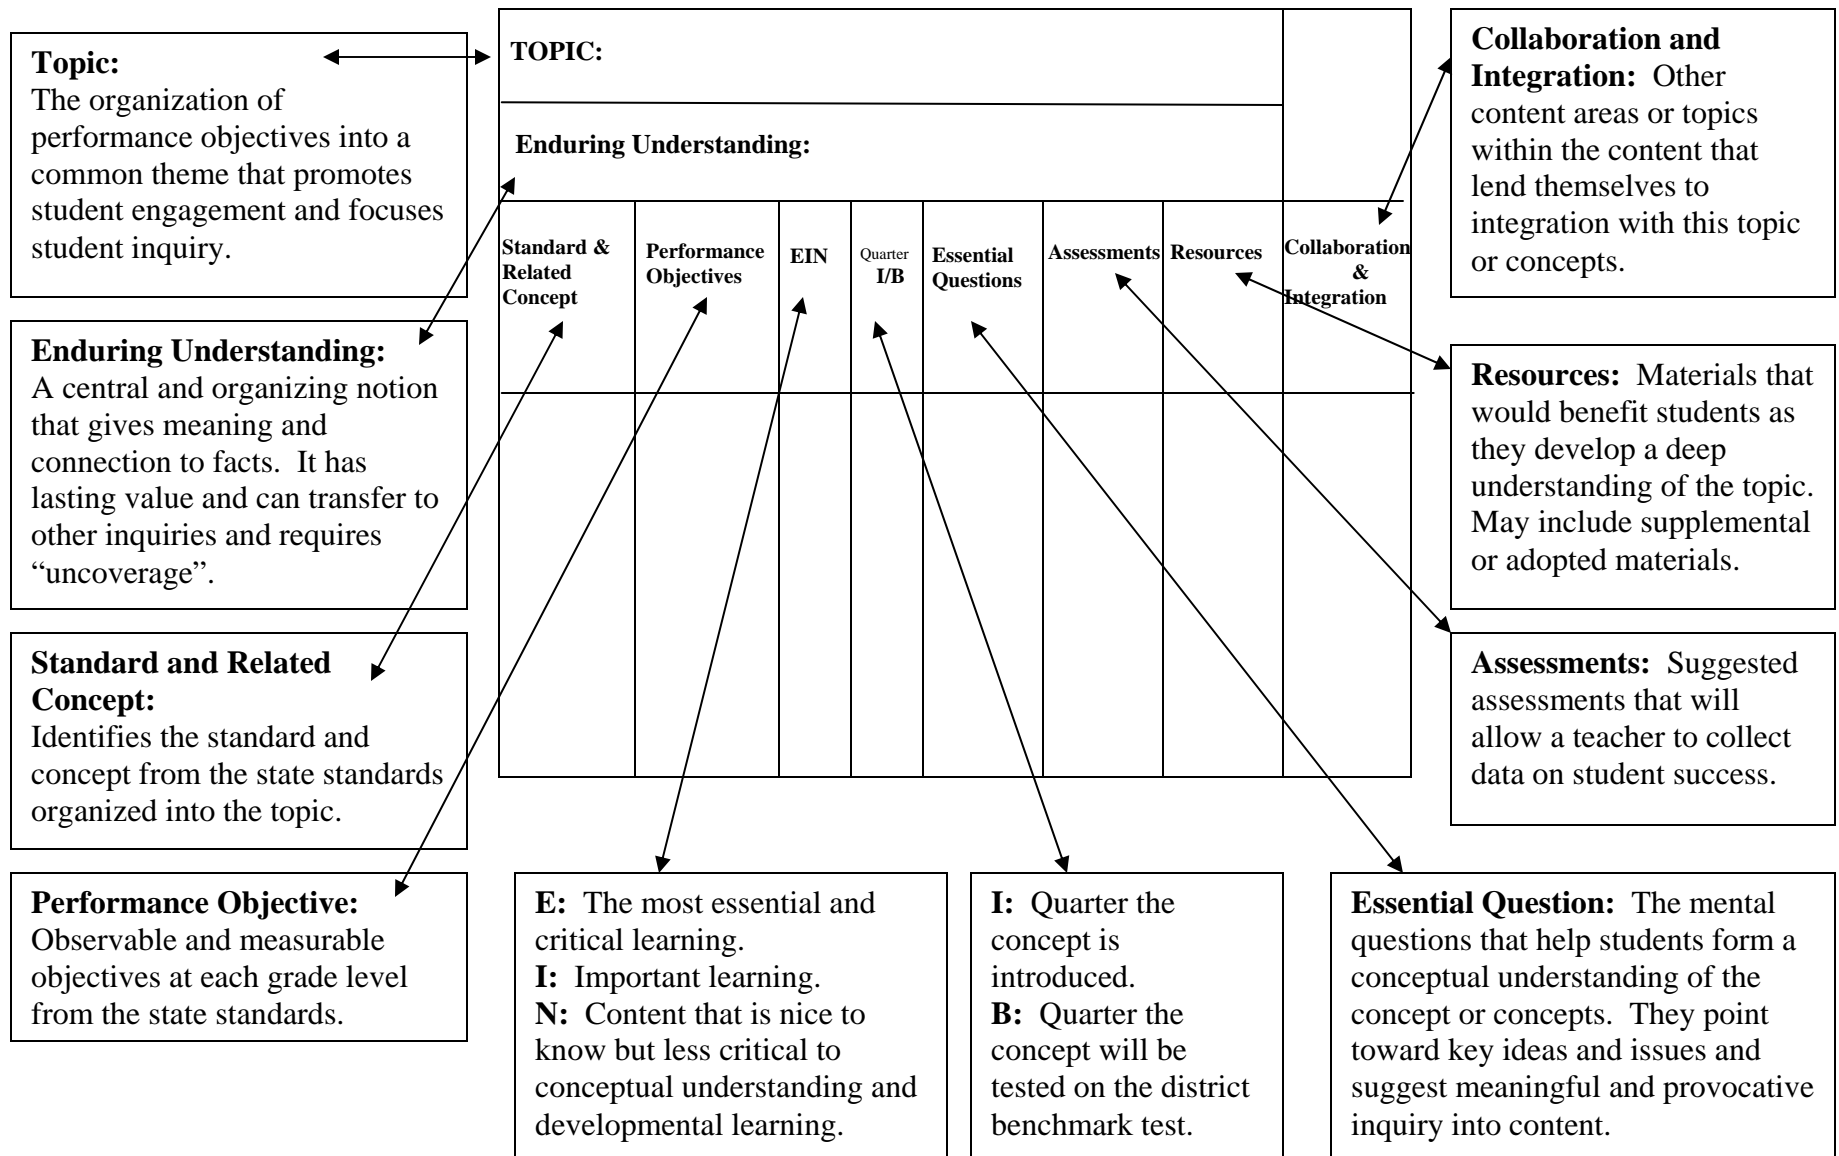 Topic:
The organization of
performance objectives into a
common theme that promotes
student engagement and focuses
student inquiry.
Enduring Understanding:
A central and organizing notion
that gives meaning and
connection to facts.  It has
lasting value and can transfer to
other inquiries and requires
“uncoverage”.
Standard and Related
Concept:
Identifies the standard and
concept from the state standards
organized into the topic.
Performance Objective:
Observable and measurable
objectives at each grade level
from the state standards.
TOPIC:
Enduring Understanding:
Standard &
Related
Concept
Performance
Objectives
EIN
Quarter
I/B
Essential
Questions
Assessments
Resources
Collaboration
&
Integration
E:  The most essential and
critical learning.
I:  Important learning.
N:  Content that is nice to
know but less critical to
conceptual understanding and
developmental learning.
I:  Quarter the
concept is
introduced.
B:  Quarter the
concept will be
tested on the district
benchmark test.
Collaboration and
Integration:  Other
content areas or topics
within the content that
lend themselves to
integration with this topic
or concepts.
Resources:  Materials that
would benefit students as
they develop a deep
understanding of the topic.
May include supplemental
or adopted materials.
Assessments:  Suggested
assessments that will
allow a teacher to collect
data on student success.
Essential Question:  The mental
questions that help students form a
conceptual understanding of the
concept or concepts.  They point
toward key ideas and issues and
suggest meaningful and provocative
inquiry into content.